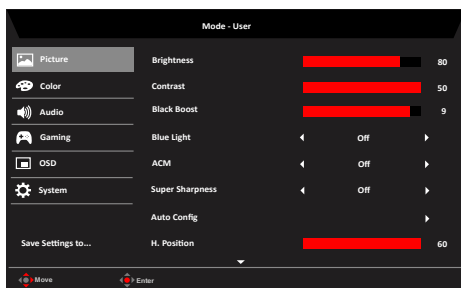 Mode - User
Picture
Brightness 80
Color
Contrast 50
Audio
Black Boost 9
Gaming
Blue Light Off
OSD
ACM Off
System
Super Sharpness Off
Auto Config
Save Settings to...
H. Position 60
Move Enter